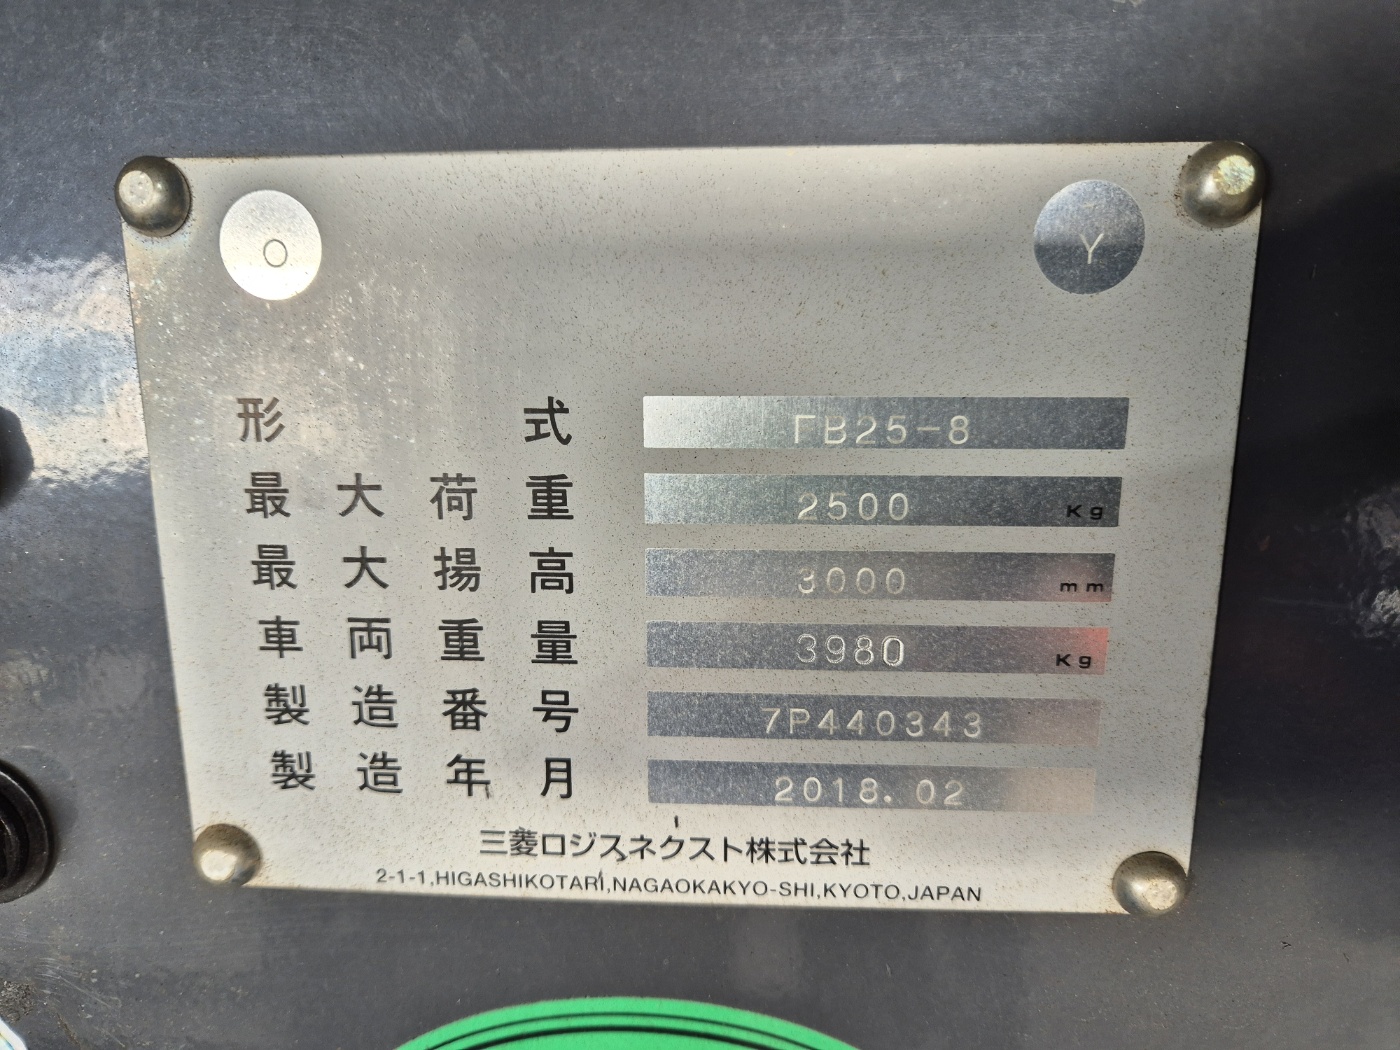 O Y
形式 FB25-8
最大荷重 2500 Kg
最大揚高 3000 mm
車両重量 3980 Kg
製造番号 7P440343
製造年月 2018.02
三菱ロジスネクスト株式会社
2-1-1,HIGASHIKOTARI,NAGAOKAKYO-SHI,KYOTO,JAPAN